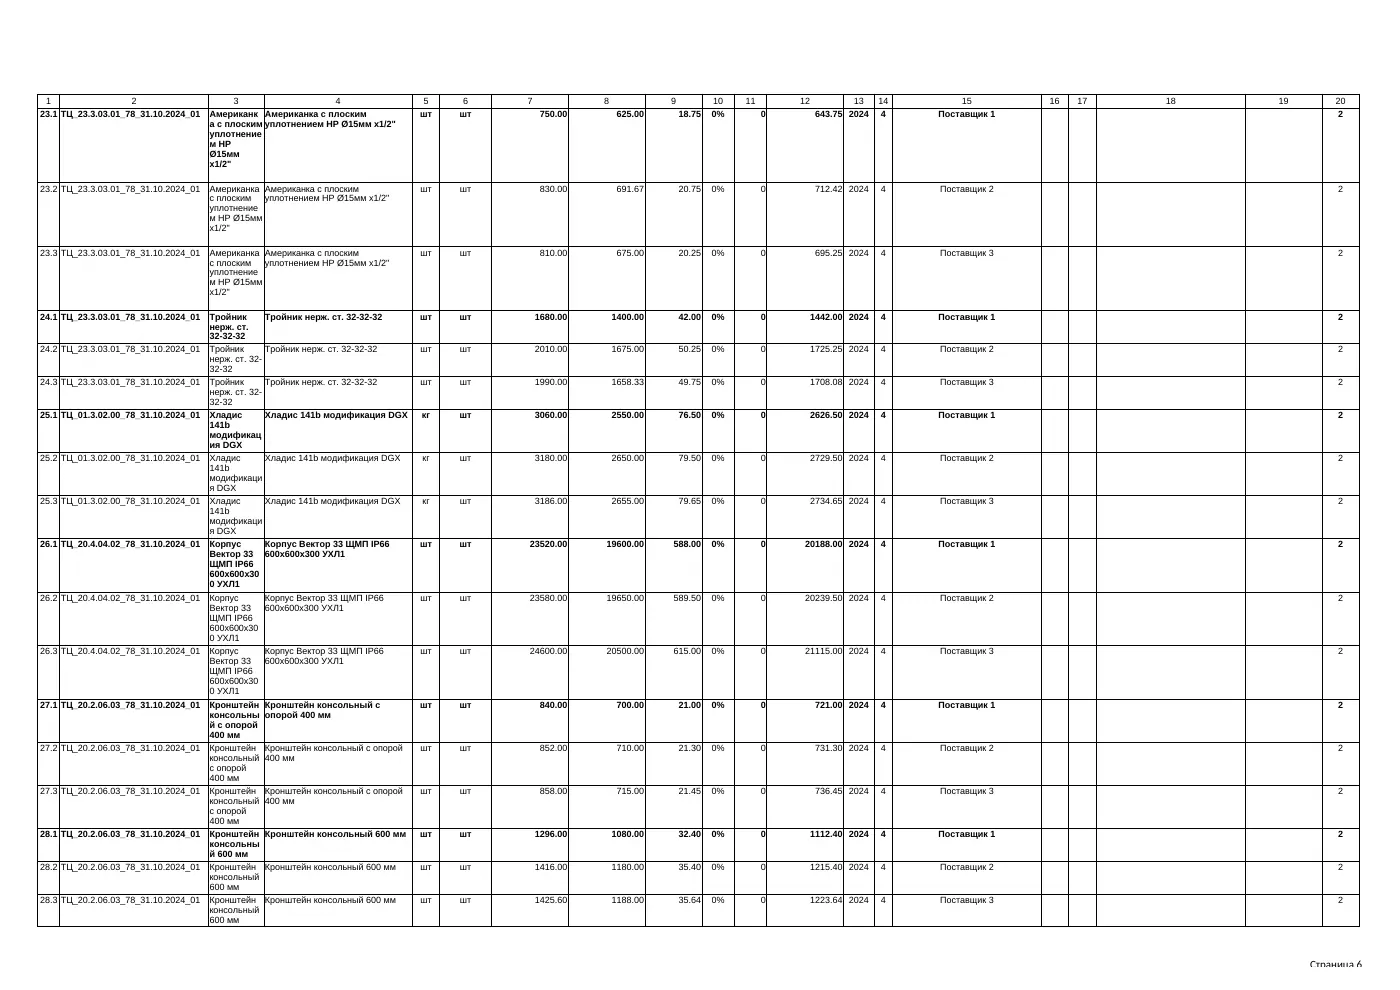 1 2 3 4 5 6 7 8 9 10 11 12 13 14 15 16 17 18 19 20
23.1 ТЦ_23.3.03.01_78_31.10.2024_01 Американк Американка с плоским шт шт 750.00 625.00 18.75 0% 0 643.75 2024 4 Поставщик 1 2
а с плоским уплотнением НР Ø15мм x1/2"
уплотнение
м НР
Ø15мм
x1/2"
23.2 ТЦ_23.3.03.01_78_31.10.2024_01 Американка Американка с плоским шт шт 830.00 691.67 20.75 0% 0 712.42 2024 4 Поставщик 2 2
с плоским уплотнением НР Ø15мм x1/2"
уплотнение
м НР Ø15мм
x1/2"
23.3 ТЦ_23.3.03.01_78_31.10.2024_01 Американка Американка с плоским шт шт 810.00 675.00 20.25 0% 0 695.25 2024 4 Поставщик 3 2
с плоским уплотнением НР Ø15мм x1/2"
уплотнение
м НР Ø15мм
x1/2"
24.1 ТЦ_23.3.03.01_78_31.10.2024_01 Тройник Тройник нерж. ст. 32-32-32 шт шт 1680.00 1400.00 42.00 0% 0 1442.00 2024 4 Поставщик 1 2
нерж. ст.
32-32-32
24.2 ТЦ_23.3.03.01_78_31.10.2024_01 Тройник Тройник нерж. ст. 32-32-32 шт шт 2010.00 1675.00 50.25 0% 0 1725.25 2024 4 Поставщик 2 2
нерж. ст. 32-
32-32
24.3 ТЦ_23.3.03.01_78_31.10.2024_01 Тройник Тройник нерж. ст. 32-32-32 шт шт 1990.00 1658.33 49.75 0% 0 1708.08 2024 4 Поставщик 3 2
нерж. ст. 32-
32-32
25.1 ТЦ_01.3.02.00_78_31.10.2024_01 Хладис Хладис 141b модификация DGX кг шт 3060.00 2550.00 76.50 0% 0 2626.50 2024 4 Поставщик 1 2
141b
модификац
ия DGX
25.2 ТЦ_01.3.02.00_78_31.10.2024_01 Хладис Хладис 141b модификация DGX кг шт 3180.00 2650.00 79.50 0% 0 2729.50 2024 4 Поставщик 2 2
141b
модификаци
я DGX
25.3 ТЦ_01.3.02.00_78_31.10.2024_01 Хладис Хладис 141b модификация DGX кг шт 3186.00 2655.00 79.65 0% 0 2734.65 2024 4 Поставщик 3 2
141b
модификаци
я DGX
26.1 ТЦ_20.4.04.02_78_31.10.2024_01 Корпус Корпус Вектор 33 ЩМП IP66 шт шт 23520.00 19600.00 588.00 0% 0 20188.00 2024 4 Поставщик 1 2
Вектор 33 600x600x300 УХЛ1
ЩМП IP66
600x600x30
0 УХЛ1
26.2 ТЦ_20.4.04.02_78_31.10.2024_01 Корпус Корпус Вектор 33 ЩМП IP66 шт шт 23580.00 19650.00 589.50 0% 0 20239.50 2024 4 Поставщик 2 2
Вектор 33 600x600x300 УХЛ1
ЩМП IP66
600x600x30
0 УХЛ1
26.3 ТЦ_20.4.04.02_78_31.10.2024_01 Корпус Корпус Вектор 33 ЩМП IP66 шт шт 24600.00 20500.00 615.00 0% 0 21115.00 2024 4 Поставщик 3 2
Вектор 33 600x600x300 УХЛ1
ЩМП IP66
600x600x30
0 УХЛ1
27.1 ТЦ_20.2.06.03_78_31.10.2024_01 Кронштейн Кронштейн консольный с шт шт 840.00 700.00 21.00 0% 0 721.00 2024 4 Поставщик 1 2
консольны опорой 400 мм
й с опорой
400 мм
27.2 ТЦ_20.2.06.03_78_31.10.2024_01 Кронштейн Кронштейн консольный с опорой шт шт 852.00 710.00 21.30 0% 0 731.30 2024 4 Поставщик 2 2
консольный 400 мм
с опорой
400 мм
27.3 ТЦ_20.2.06.03_78_31.10.2024_01 Кронштейн Кронштейн консольный с опорой шт шт 858.00 715.00 21.45 0% 0 736.45 2024 4 Поставщик 3 2
консольный 400 мм
с опорой
400 мм
28.1 ТЦ_20.2.06.03_78_31.10.2024_01 Кронштейн Кронштейн консольный 600 мм шт шт 1296.00 1080.00 32.40 0% 0 1112.40 2024 4 Поставщик 1 2
консольны
й 600 мм
28.2 ТЦ_20.2.06.03_78_31.10.2024_01 Кронштейн Кронштейн консольный 600 мм шт шт 1416.00 1180.00 35.40 0% 0 1215.40 2024 4 Поставщик 2 2
консольный
600 мм
28.3 ТЦ_20.2.06.03_78_31.10.2024_01 Кронштейн Кронштейн консольный 600 мм шт шт 1425.60 1188.00 35.64 0% 0 1223.64 2024 4 Поставщик 3 2
консольный
600 мм
Страница 6